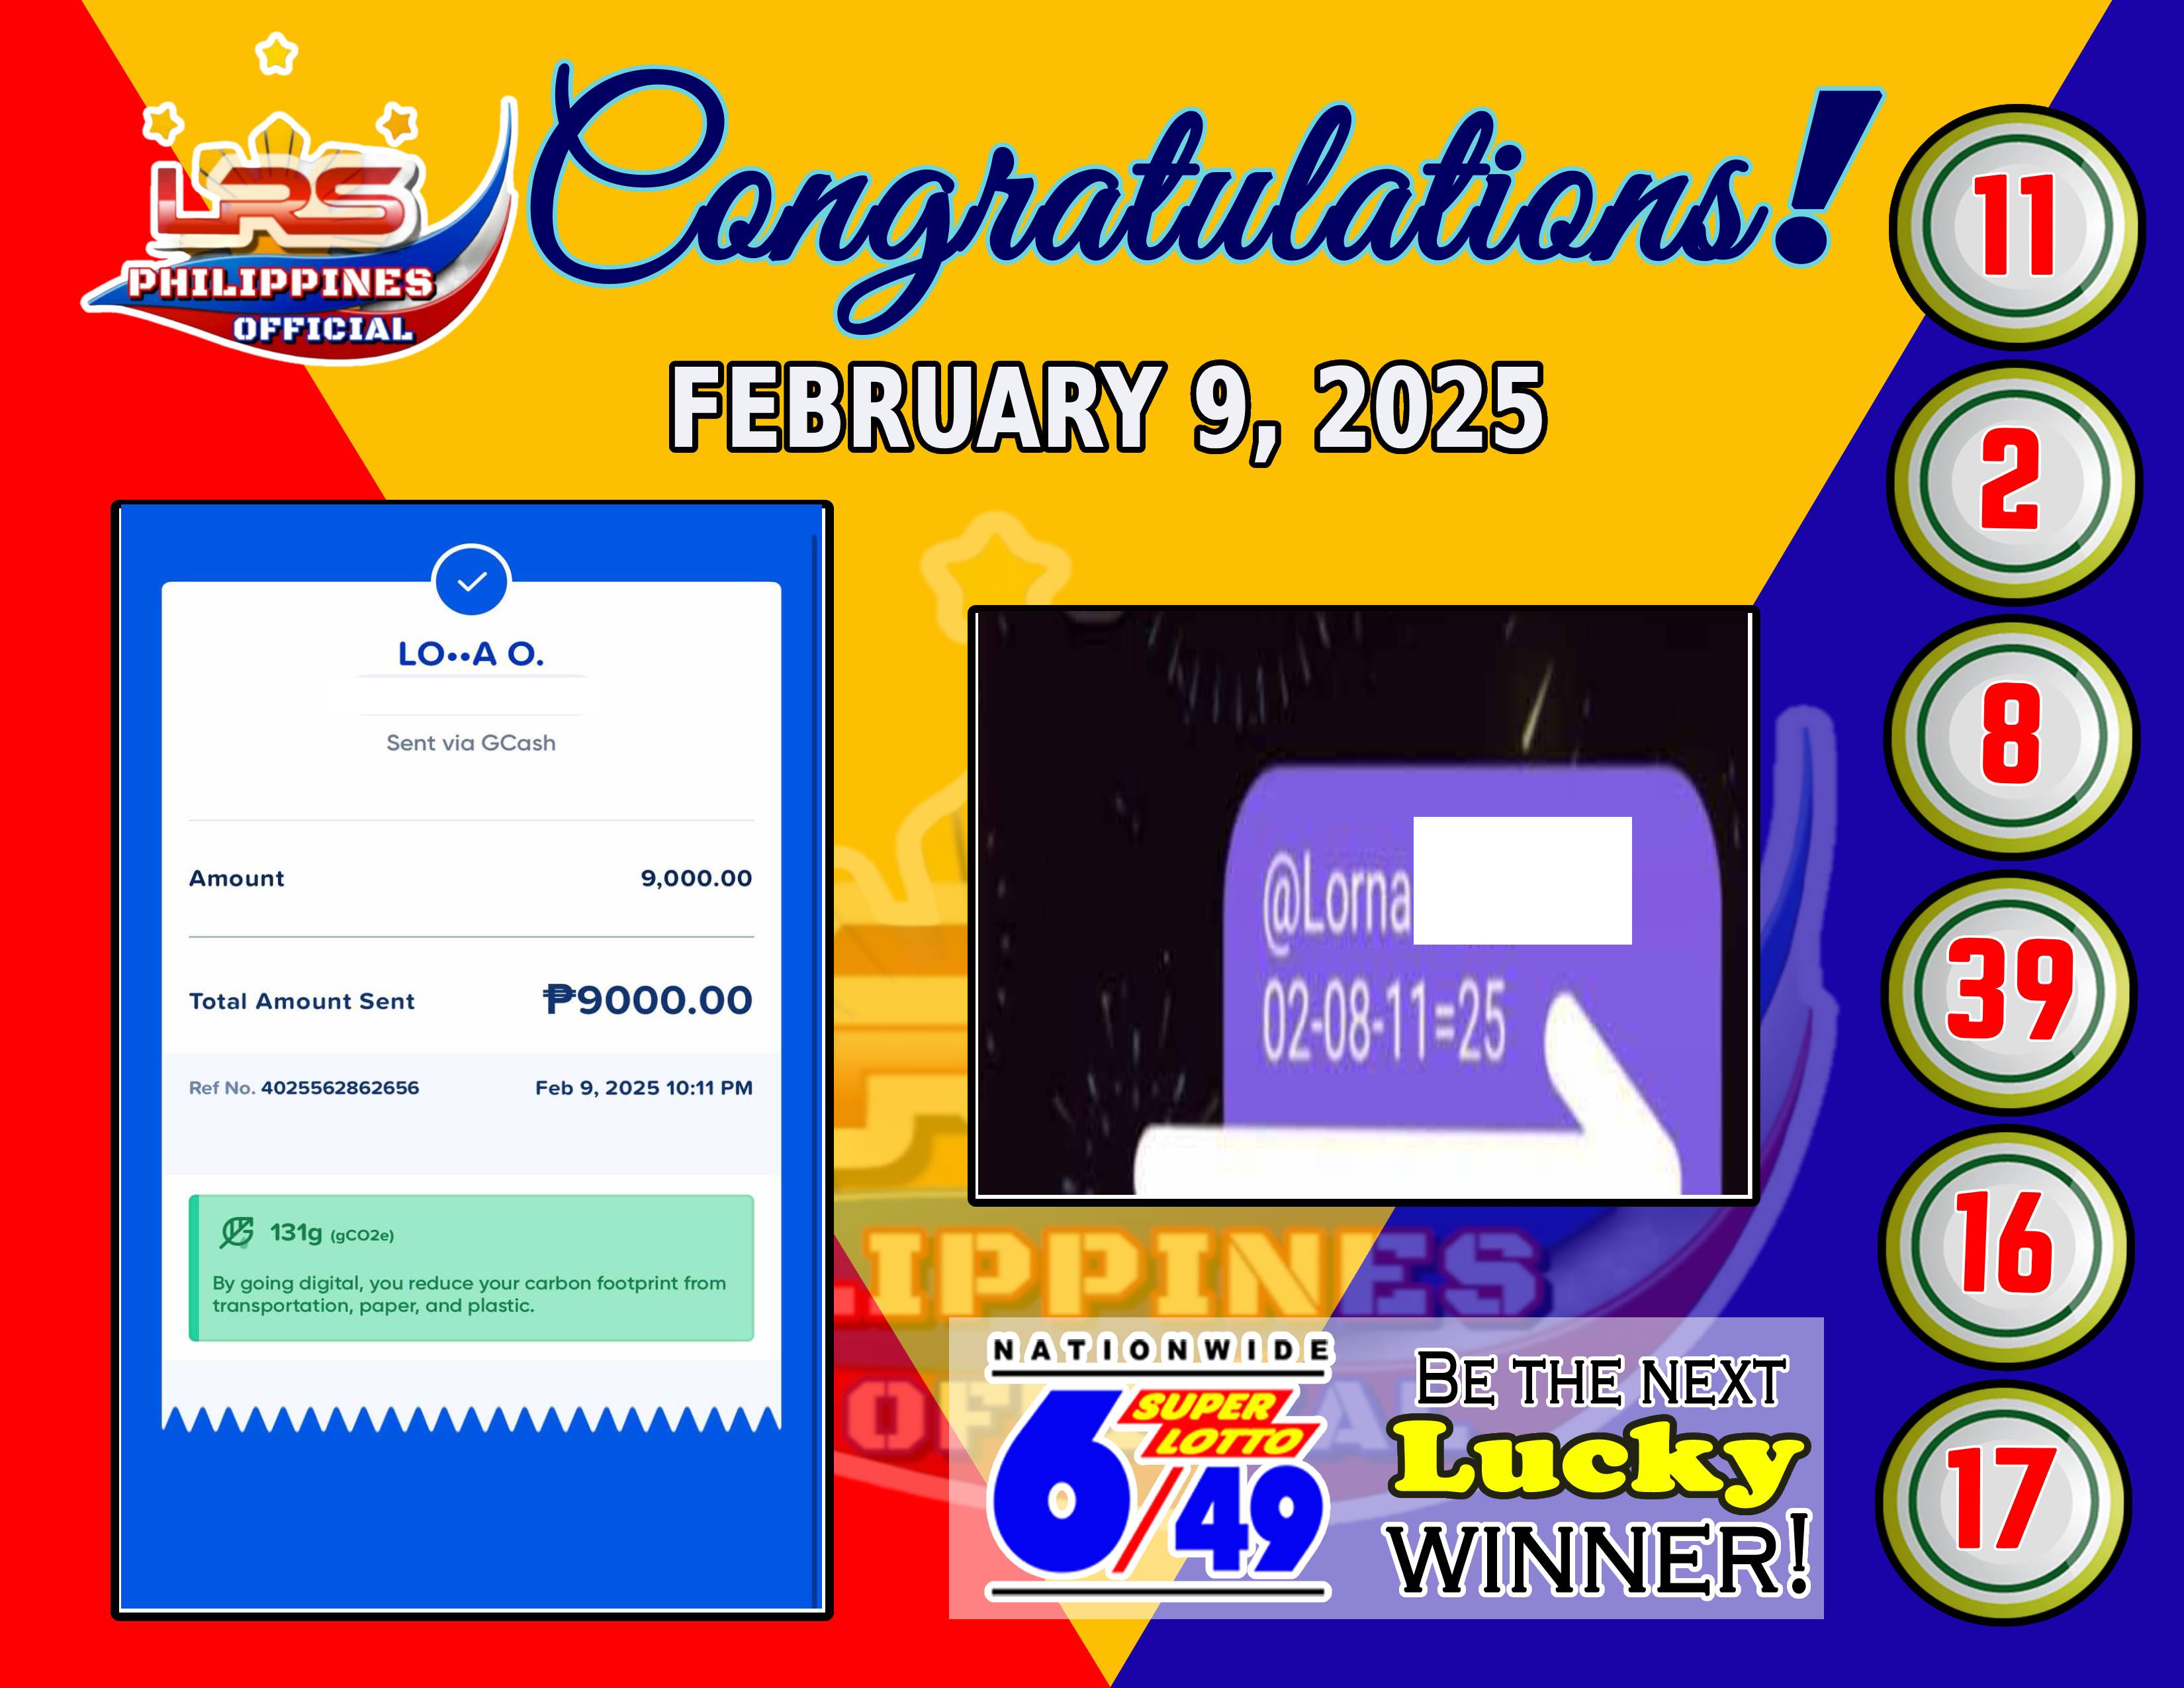 LRS
PHILIPPINES
OFFICIAL
Congratulations!
FEBRUARY 9, 2025
LO••A O.
Sent via GCash
Amount 9,000.00
Total Amount Sent ₱9000.00
Ref No. 4025562862656 Feb 9, 2025 10:11 PM
131g (gCO2e)
By going digital, you reduce your carbon footprint from
transportation, paper, and plastic.
@Lorna
02-08-11=25
LIPPINES
NATIONWIDE
SUPER
LOTTO
6/49
BE THE NEXT
Lucky
WINNER!
11
2
8
39
16
17